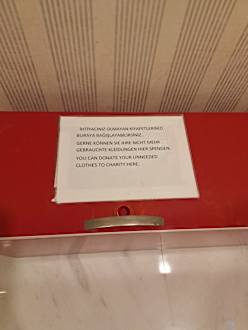 İHTİYACINIZ OLMAYAN KIYAFETLERİNİZİ
BURAYA BAĞIŞLAYABİLİRSİNİZ.
GERNE KÖNNEN SIE IHRE NICHT MEHR
GEBRAUCHTE KLEIDUNGEN HIER SPENDEN.
YOU CAN DONATE YOUR UNNEEDED
CLOTHES TO CHARITY HERE.